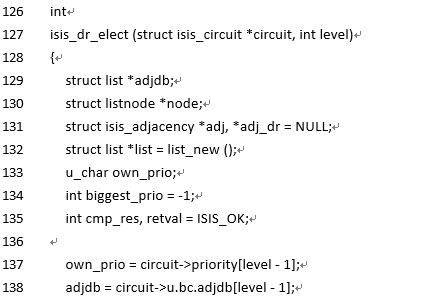 126 int
127 isis_dr_elect (struct isis_circuit *circuit, int level)↵
128 {↵
129 struct list *adjdb;↵
130 struct listnode *node;↵
131 struct isis_adjacency *adj, *adj_dr = NULL;↵
132 struct list *list = list_new ();↵
133 u_char own_prio;↵
134 int biggest_prio = -1;↵
135 int cmp_res, retval = ISIS_OK;↵
136 ↵
137 own_prio = circuit->priority[level - 1];↵
138 adjdb = circuit->u.bc.adjdb[level - 1];↵